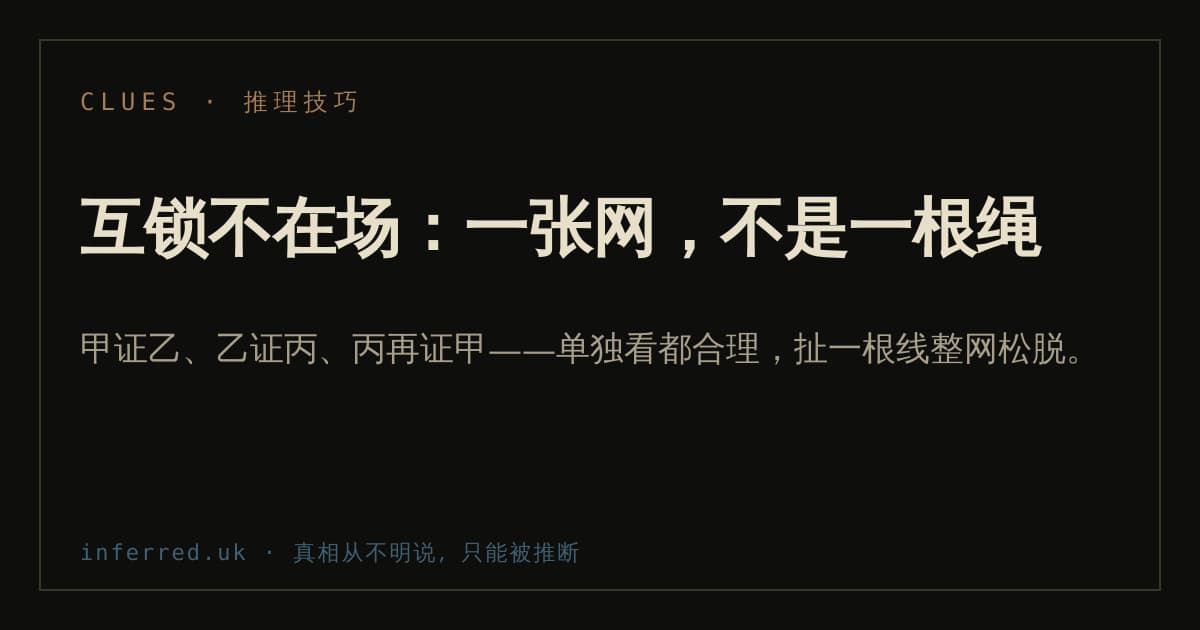 CLUES · 推理技巧
互锁不在场：一张网，不是一根绳
甲证乙、乙证丙、丙再证甲——单独看都合理，扯一根线整网松脱。
inferred.uk · 真相从不明说，只能被推断